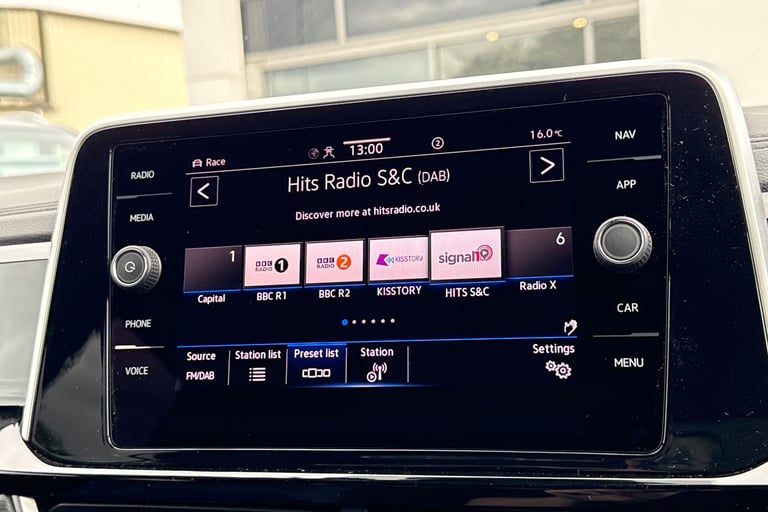 Race
13:00
2
16.0°C
Hits Radio S&C (DAB)
Discover more at hitsradio.co.uk
1
BBC RADIO 1
BBC RADIO 2
KISSTORY
signal1
6
Capital
BBC R1
BBC R2
KISSTORY
HITS S&C
Radio X
Source
FM/DAB
Station list
Preset list
Station
Settings
RADIO
MEDIA
PHONE
VOICE
NAV
APP
CAR
MENU